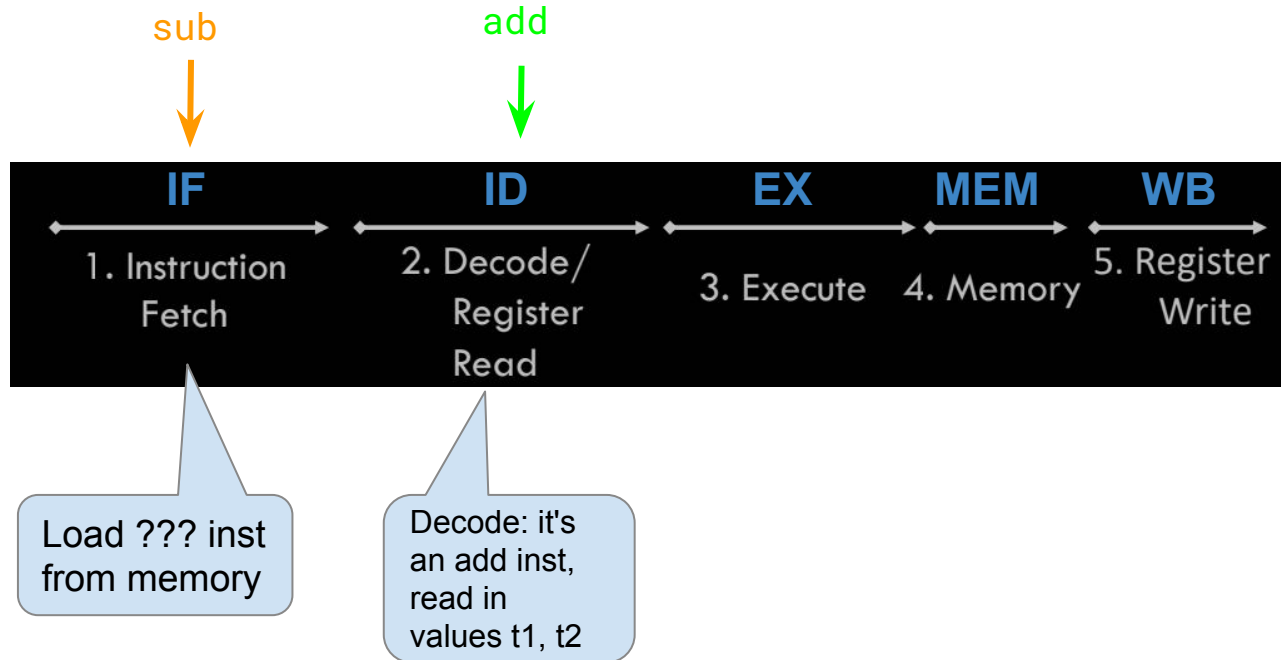 sub
add
IF
ID
EX
MEM
WB
1. Instruction
Fetch
2. Decode/
Register
Read
3. Execute
4. Memory
5. Register
Write
Load ??? inst
from memory
Decode: it's
an add inst,
read in
values t1, t2